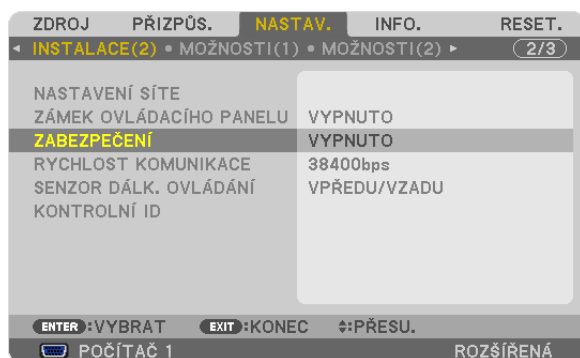 ZDROJ PŘIZPŮS. NASTAV. INFO. RESET.
◂ INSTALACE(2) • MOŽNOSTI(1) • MOŽNOSTI(2) ▸ 2/3
NASTAVENÍ SÍTE
ZÁMEK OVLÁDACÍHO PANELU VYPNUTO
ZABEZPEČENÍ VYPNUTO
RYCHLOST KOMUNIKACE 38400bps
SENZOR DÁLK. OVLÁDÁNÍ VPŘEDU/VZADU
KONTROLNÍ ID
ENTER :VYBRAT EXIT :KONEC ♦:PŘESU.
POČÍTAČ 1 ROZŠÍŘENÁ